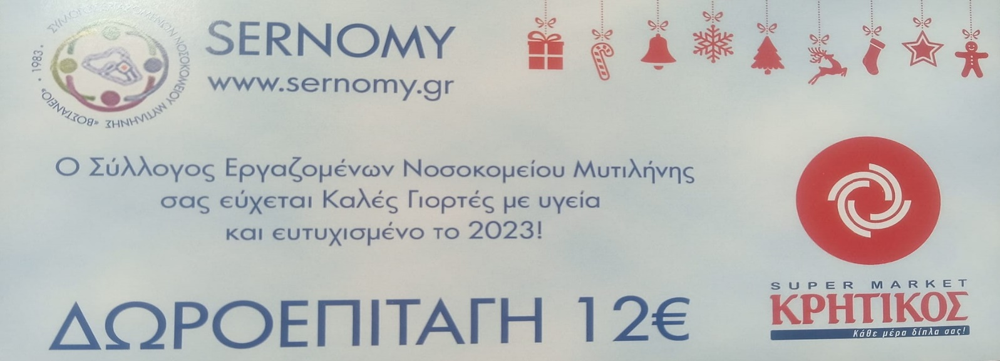 ΣΥΛΛΟΓΟΣ ΕΡΓΑΖΟΜΕΝΩΝ ΝΟΣΟΚΟΜΕΙΟΥ ΜΥΤΙΛΗΝΗΣ «ΒΟΣΤΑΝΕΙΟ» • 1983 •
SERNOMY
www.sernomy.gr
Ο Σύλλογος Εργαζομένων Νοσοκομείου Μυτιλήνης
σας εύχεται Καλές Γιορτές με υγεία
και ευτυχισμένο το 2023!
ΔΩΡΟΕΠΙΤΑΓΗ 12€
SUPER MARKET
ΚΡΗΤΙΚΟΣ
Κάθε μέρα δίπλα σας!